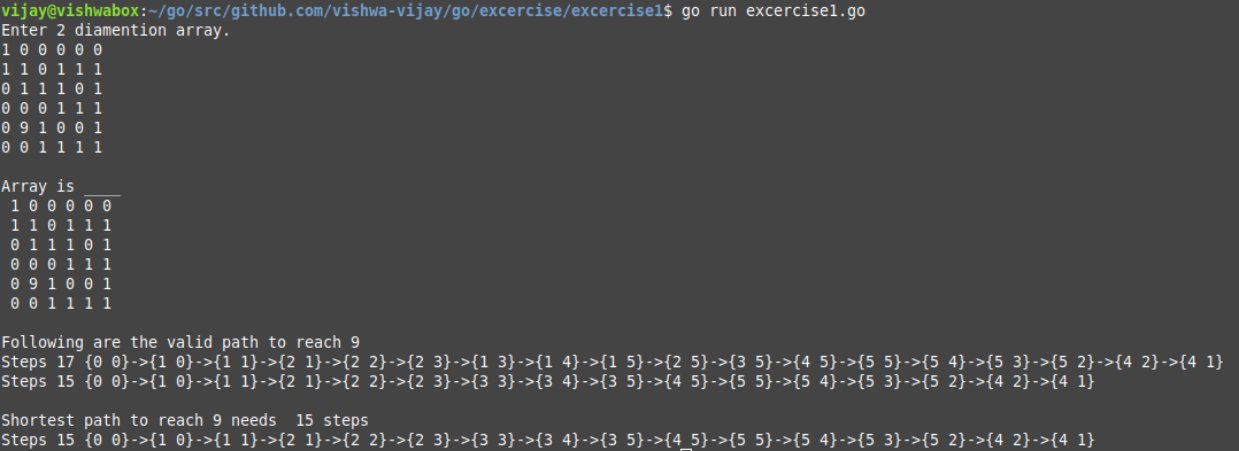 vijay@vishwabox:~/go/src/github.com/vishwa-vijay/go/excercise/excercise1$ go run excercise1.go
Enter 2 diamention array.
1 0 0 0 0 0
1 1 0 1 1 1
0 1 1 1 0 1
0 0 0 1 1 1
0 9 1 0 0 1
0 0 1 1 1 1
Array is ____
1 0 0 0 0 0
1 1 0 1 1 1
0 1 1 1 0 1
0 0 0 1 1 1
0 9 1 0 0 1
0 0 1 1 1 1
Following are the valid path to reach 9
Steps 17 {0 0}->{1 0}->{1 1}->{2 1}->{2 2}->{2 3}->{1 3}->{1 4}->{1 5}->{2 5}->{3 5}->{4 5}->{5 5}->{5 4}->{5 3}->{5 2}->{4 2}->{4 1}
Steps 15 {0 0}->{1 0}->{1 1}->{2 1}->{2 2}->{2 3}->{3 3}->{3 4}->{3 5}->{4 5}->{5 5}->{5 4}->{5 3}->{5 2}->{4 2}->{4 1}
Shortest path to reach 9 needs  15 steps
Steps 15 {0 0}->{1 0}->{1 1}->{2 1}->{2 2}->{2 3}->{3 3}->{3 4}->{3 5}->{4 5}->{5 5}->{5 4}->{5 3}->{5 2}->{4 2}->{4 1}